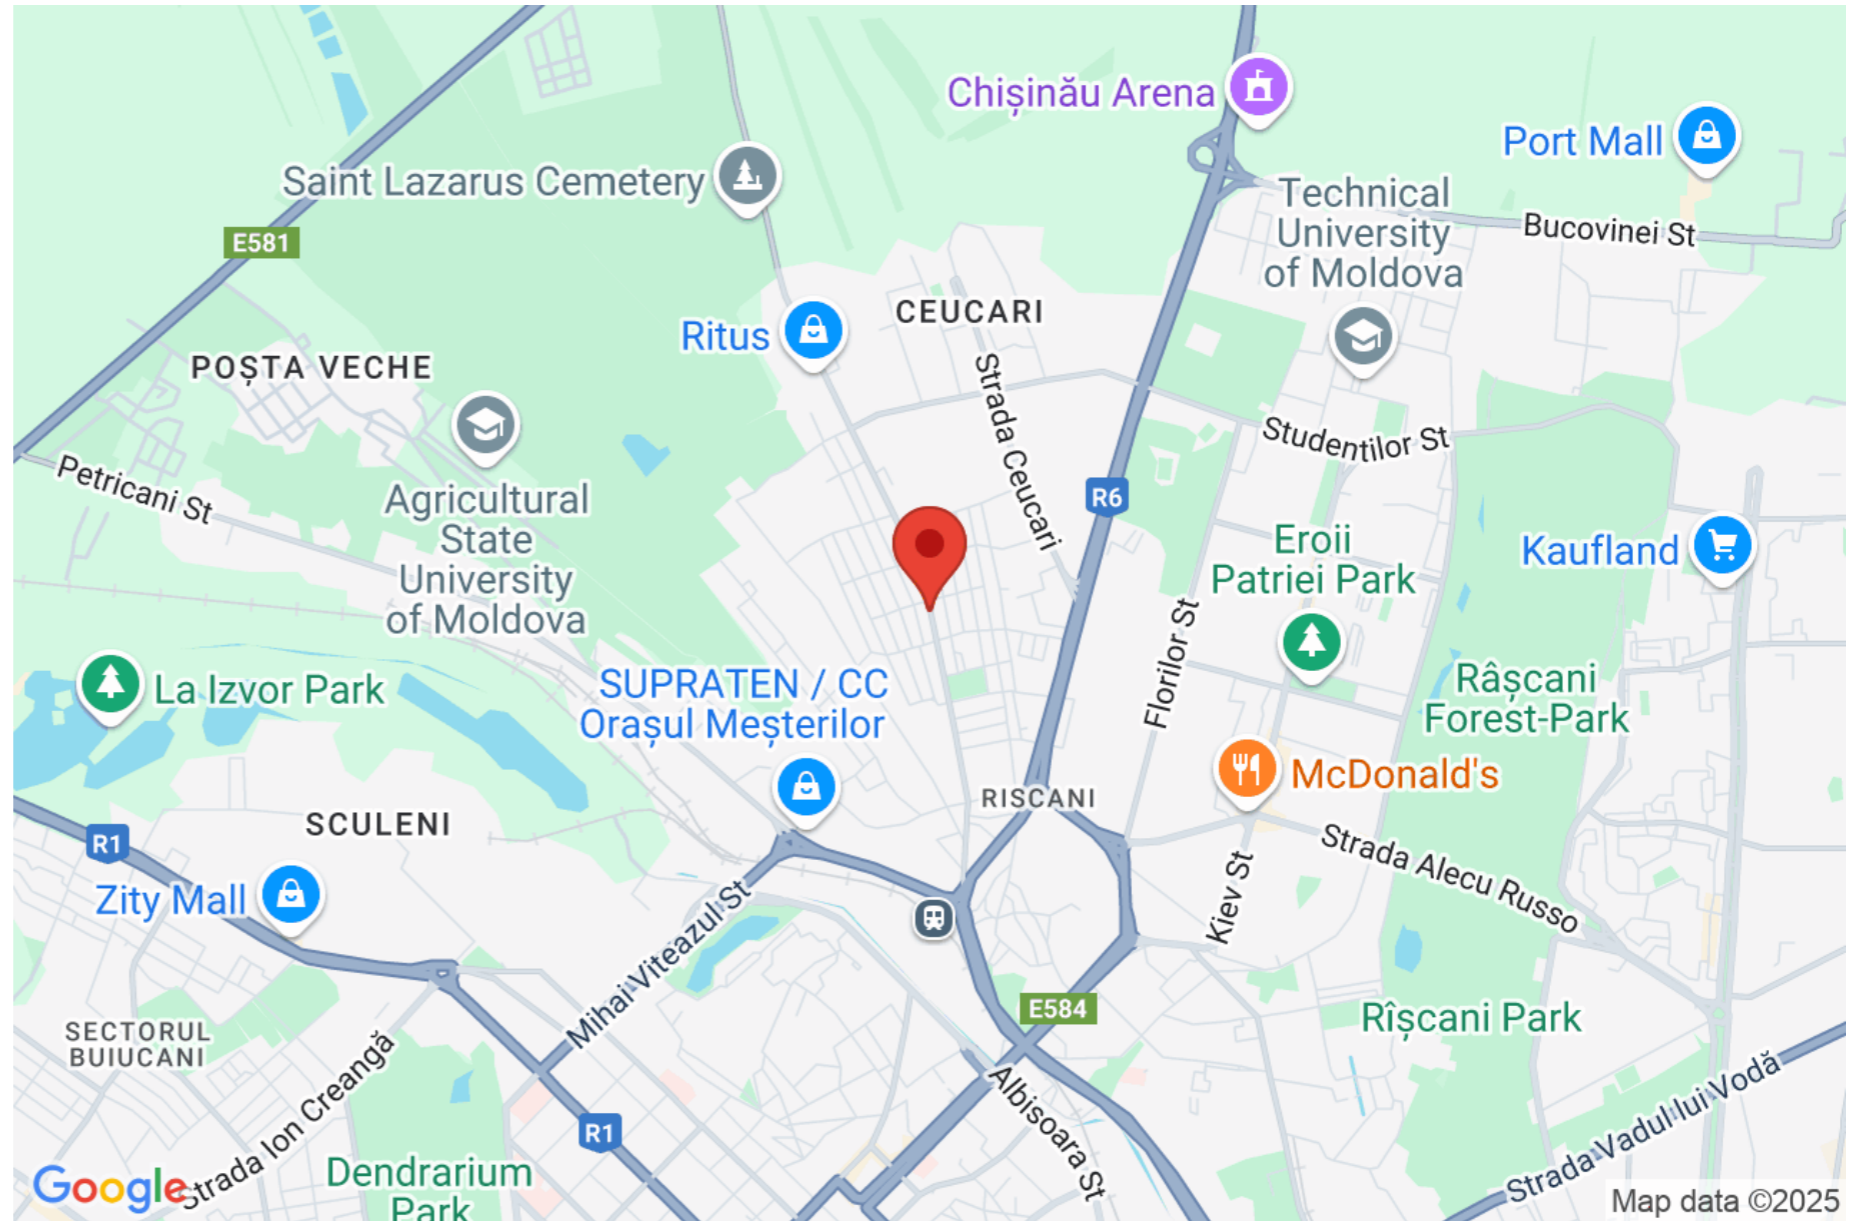 Chișinău Arena
Port Mall
Saint Lazarus Cemetery
Technical
University
of Moldova
Bucovinei St
E581
CEUCARI
Ritus
POȘTA VECHE
Strada Ceucari
Studentilor St
Petricani St
Agricultural
State
University
of Moldova
R6
Eroii
Patriei Park
Kaufland
Florilor St
La Izvor Park
SUPRATEN / CC
Orașul Meșterilor
Râșcani
Forest-Park
McDonald's
RISCANI
SCULENI
R1
Strada Alecu Russo
Zity Mall
Kiev St
Mihai Viteazul St
E584
Rîșcani Park
SECTORUL
BUIUCANI
Strada Ion Creangă
Albisoara St
Strada Vadul lui Vodă
R1
Dendrarium
Park
Google
Map data ©2025